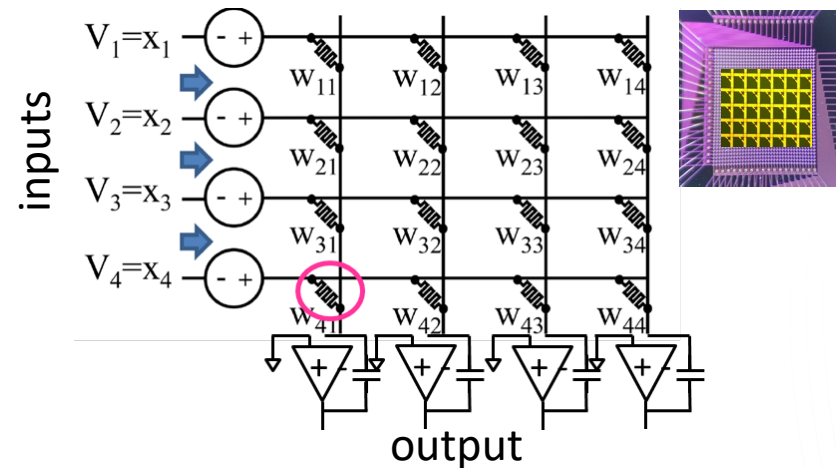 V₁=x₁ - +
w₁₁ w₁₂ w₁₃ w₁₄
V₂=x₂ - +
w₂₁ w₂₂ w₂₃ w₂₄
V₃=x₃ - +
w₃₁ w₃₂ w₃₃ w₃₄
V₄=x₄ - +
w₄₁ w₄₂ w₄₃ w₄₄
inputs
+ - + - + - + -
output